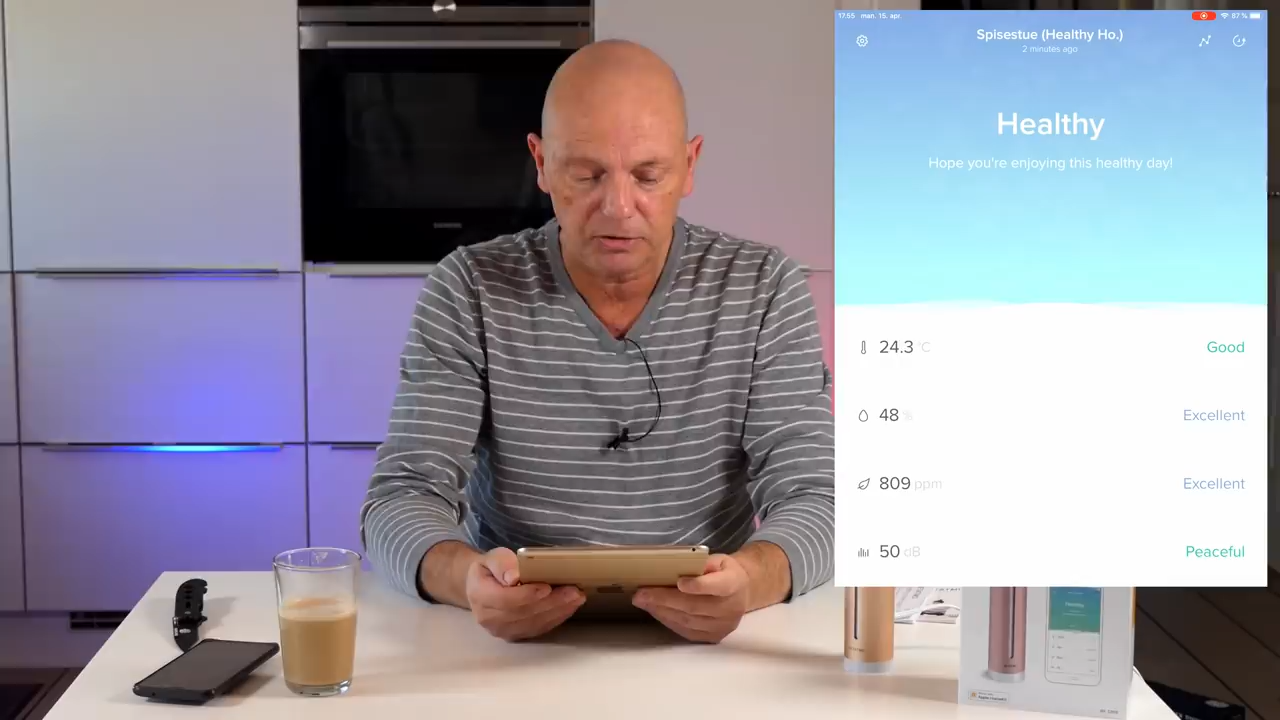 17:55 man. 15. apr.
87 %
Spisestue (Healthy Ho.)
2 minutes ago
Healthy
Hope you're enjoying this healthy day!
24.3 °C Good
48 % Excellent
809 ppm Excellent
50 dB Peaceful
SIEMENS